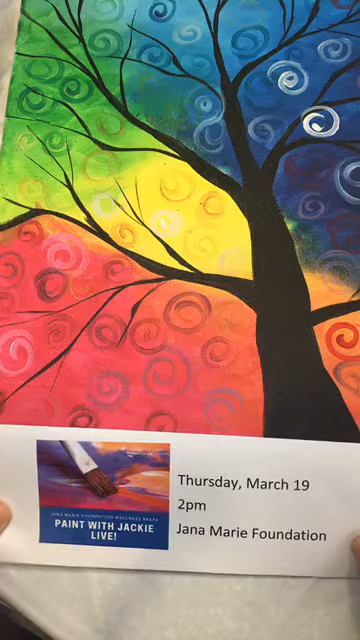 JANA MARIE FOUNDATION WELLNESS BREAK
PAINT WITH JACKIE
LIVE!
Thursday, March 19
2pm
Jana Marie Foundation